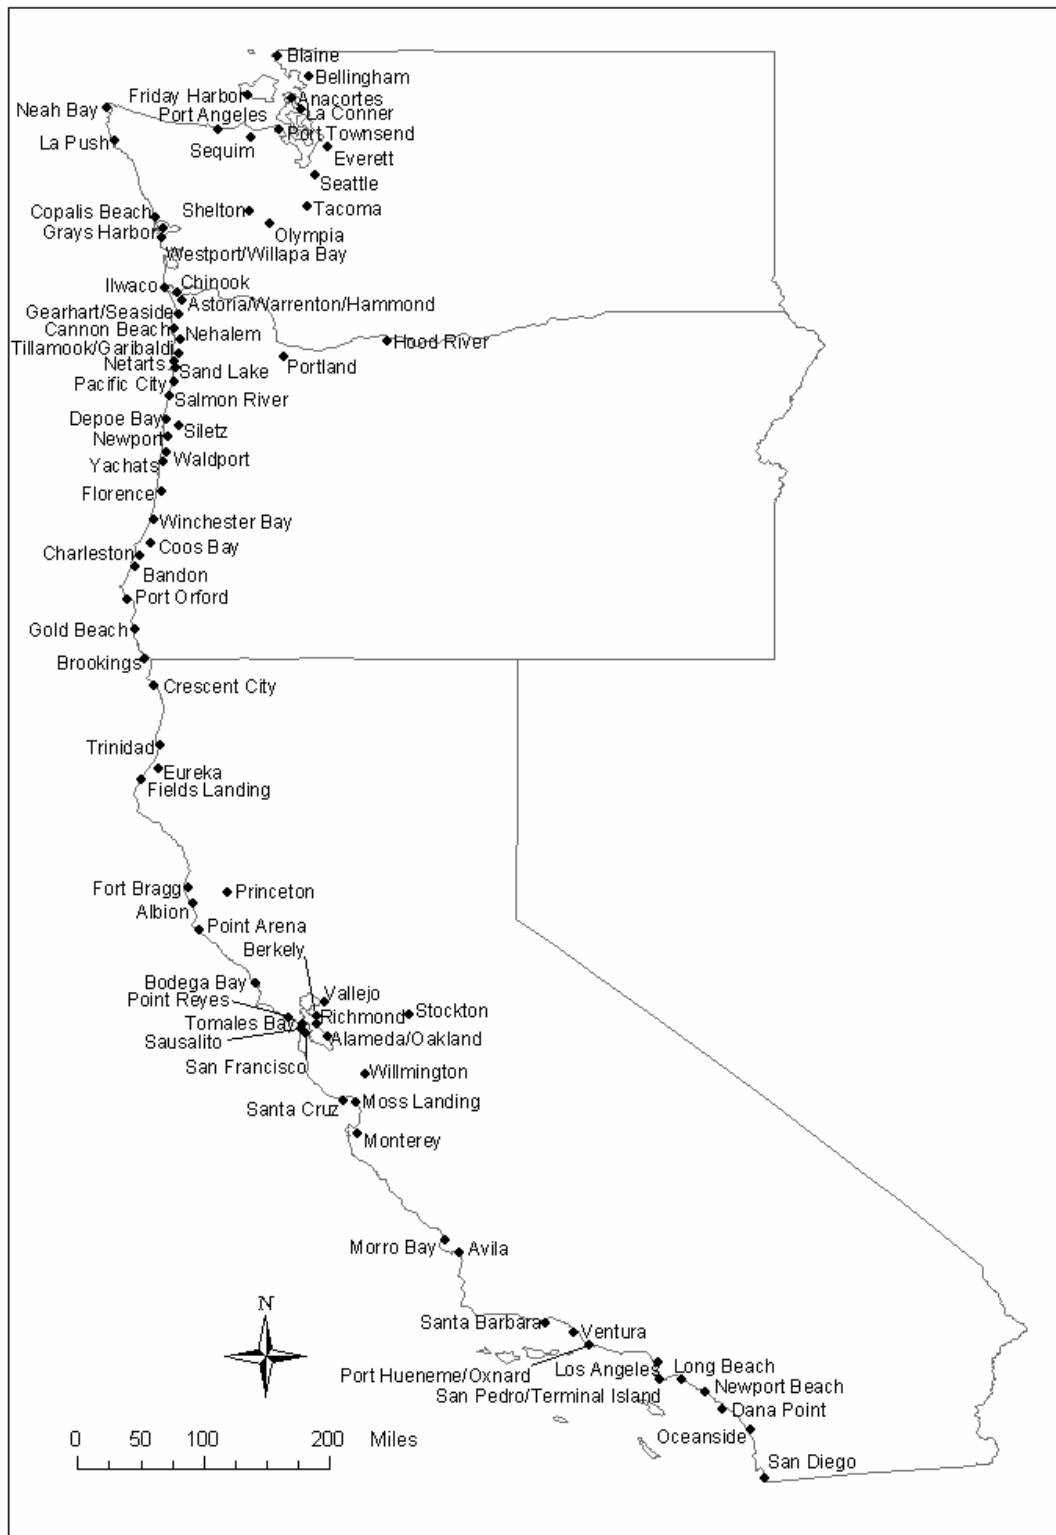 Blaine
Bellingham
Friday Harbor
Anacortes
Neah Bay
La Conner
Port Angeles
Port Townsend
La Push
Sequim
Everett
Seattle
Copalis Beach
Shelton
Tacoma
Grays Harbor
Olympia
Westport/Willapa Bay
Ilwaco
Chinook
Astoria/Warrenton/Hammond
Gearhart/Seaside
Cannon Beach
Nehalem
Hood River
Tillamook/Garibaldi
Netarts
Sand Lake
Portland
Pacific City
Salmon River
Depoe Bay
Siletz
Newport
Waldport
Yachats
Florence
Winchester Bay
Coos Bay
Charleston
Bandon
Port Orford
Gold Beach
Brookings
Crescent City
Trinidad
Eureka
Fields Landing
Fort Bragg
Princeton
Albion
Point Arena
Berkely
Bodega Bay
Vallejo
Point Reyes
Stockton
Tomales Bay
Richmond
Sausalito
Alameda/Oakland
San Francisco
Willmington
Santa Cruz
Moss Landing
Monterey
Morro Bay
Avila
N
Santa Barbara
Ventura
Port Hueneme/Oxnard
Los Angeles
Long Beach
San Pedro/Terminal Island
Newport Beach
Dana Point
Oceanside
0 50 100 200 Miles
San Diego